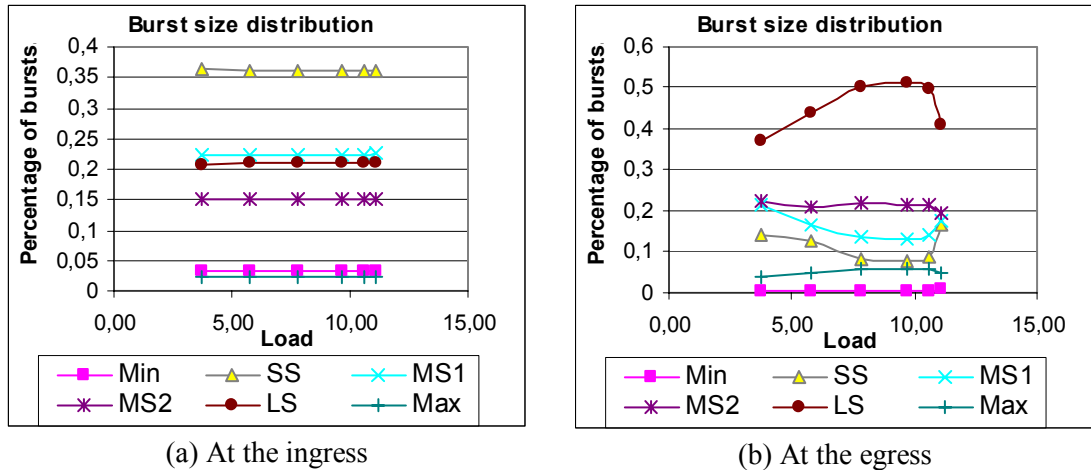 Burst size distribution
Percentage of bursts
0,4
0,35
0,3
0,25
0,2
0,15
0,1
0,05
0
0,00 5,00 10,00 15,00
Load
Min SS MS1
MS2 LS Max
(a) At the ingress
Burst size distribution
Percentage of bursts
0,6
0,5
0,4
0,3
0,2
0,1
0
0,00 5,00 10,00 15,00
Load
Min SS MS1
MS2 LS Max
(b) At the egress